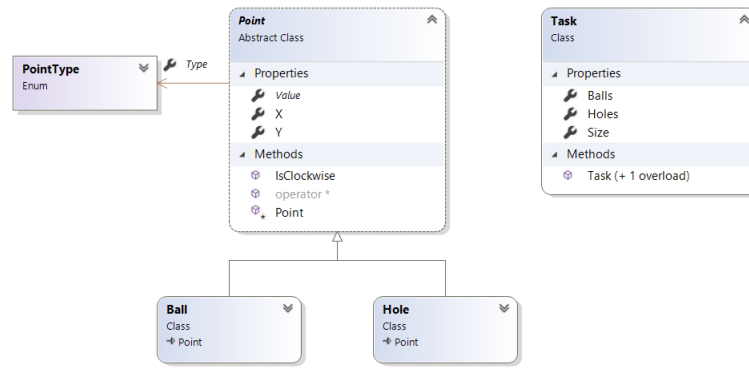 Point
Abstract Class
Properties
Value
X
Y
Methods
IsClockwise
operator *
Point
PointType
Enum
Type
Task
Class
Properties
Balls
Holes
Size
Methods
Task (+ 1 overload)
Ball
Class
Point
Hole
Class
Point